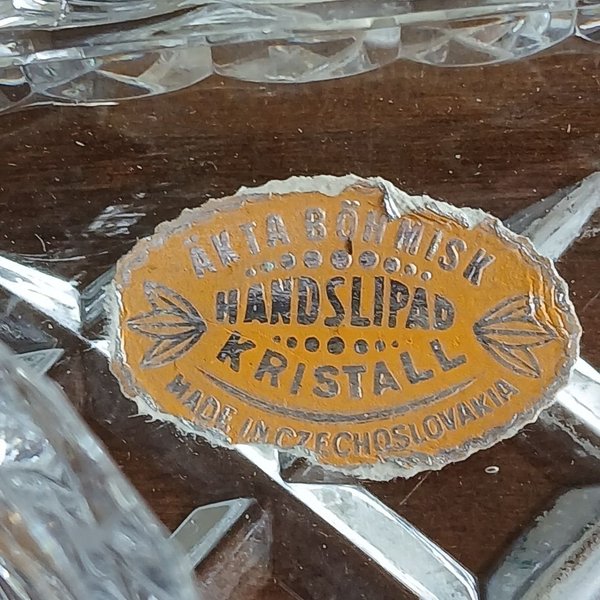 ÄKTA BÖHMISK
HANDSLIPAD
KRISTALL
MADE IN CZECHOSLOVAKIA